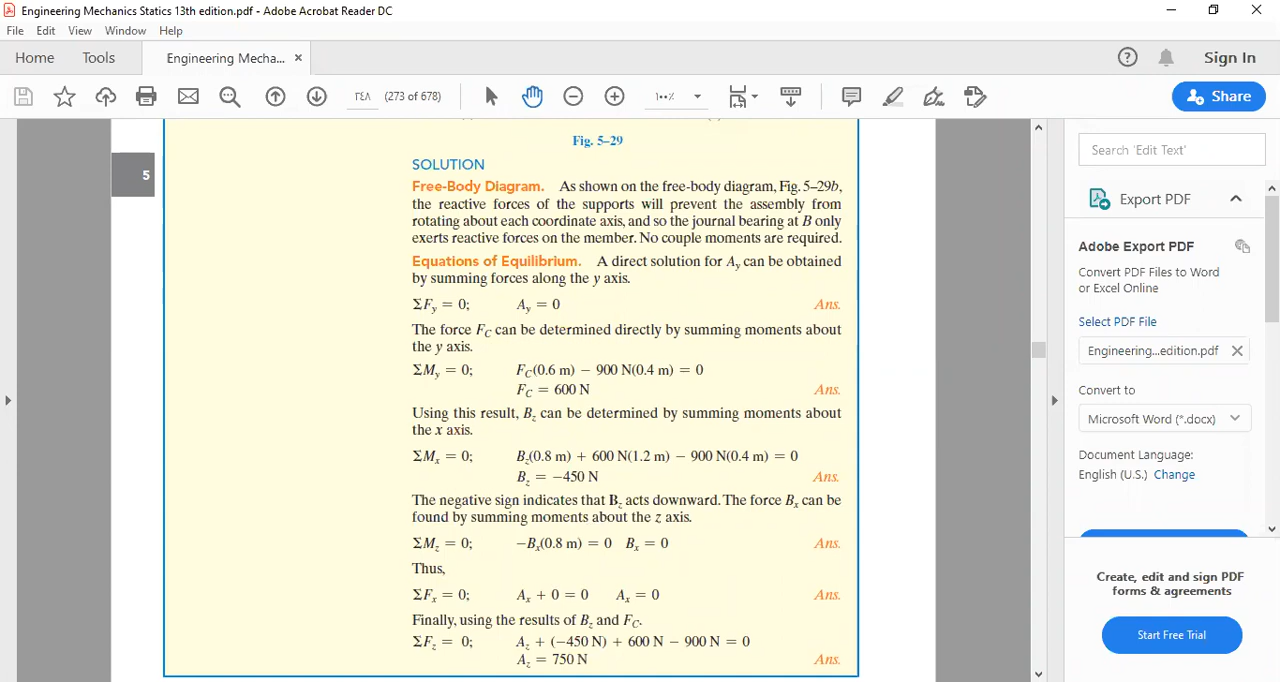 Engineering Mechanics Statics 13th edition.pdf - Adobe Acrobat Reader DC
File Edit View Window Help
Home Tools Engineering Mecha... × Sign In
٢٤٨ (273 of 678) ١٠٠٪ Share
Fig. 5–29
5
SOLUTION
Free-Body Diagram. As shown on the free-body diagram, Fig. 5–29b,
the reactive forces of the supports will prevent the assembly from
rotating about each coordinate axis, and so the journal bearing at B only
exerts reactive forces on the member. No couple moments are required.
Equations of Equilibrium. A direct solution for Ay can be obtained
by summing forces along the y axis.
ΣFy = 0; Ay = 0 Ans.
The force FC can be determined directly by summing moments about
the y axis.
ΣMy = 0; FC(0.6 m) − 900 N(0.4 m) = 0
FC = 600 N Ans.
Using this result, Bz can be determined by summing moments about
the x axis.
ΣMx = 0; Bz(0.8 m) + 600 N(1.2 m) − 900 N(0.4 m) = 0
Bz = −450 N Ans.
The negative sign indicates that Bz acts downward. The force Bx can be
found by summing moments about the z axis.
ΣMz = 0; −Bx(0.8 m) = 0 Bx = 0 Ans.
Thus,
ΣFx = 0; Ax + 0 = 0 Ax = 0 Ans.
Finally, using the results of Bz and FC.
ΣFz = 0; Az + (−450 N) + 600 N − 900 N = 0
Az = 750 N Ans.
Search 'Edit Text'
Export PDF
Adobe Export PDF
Convert PDF Files to Word
or Excel Online
Select PDF File
Engineering...edition.pdf
Convert to
Microsoft Word (*.docx)
Document Language:
English (U.S.) Change
Create, edit and sign PDF
forms & agreements
Start Free Trial